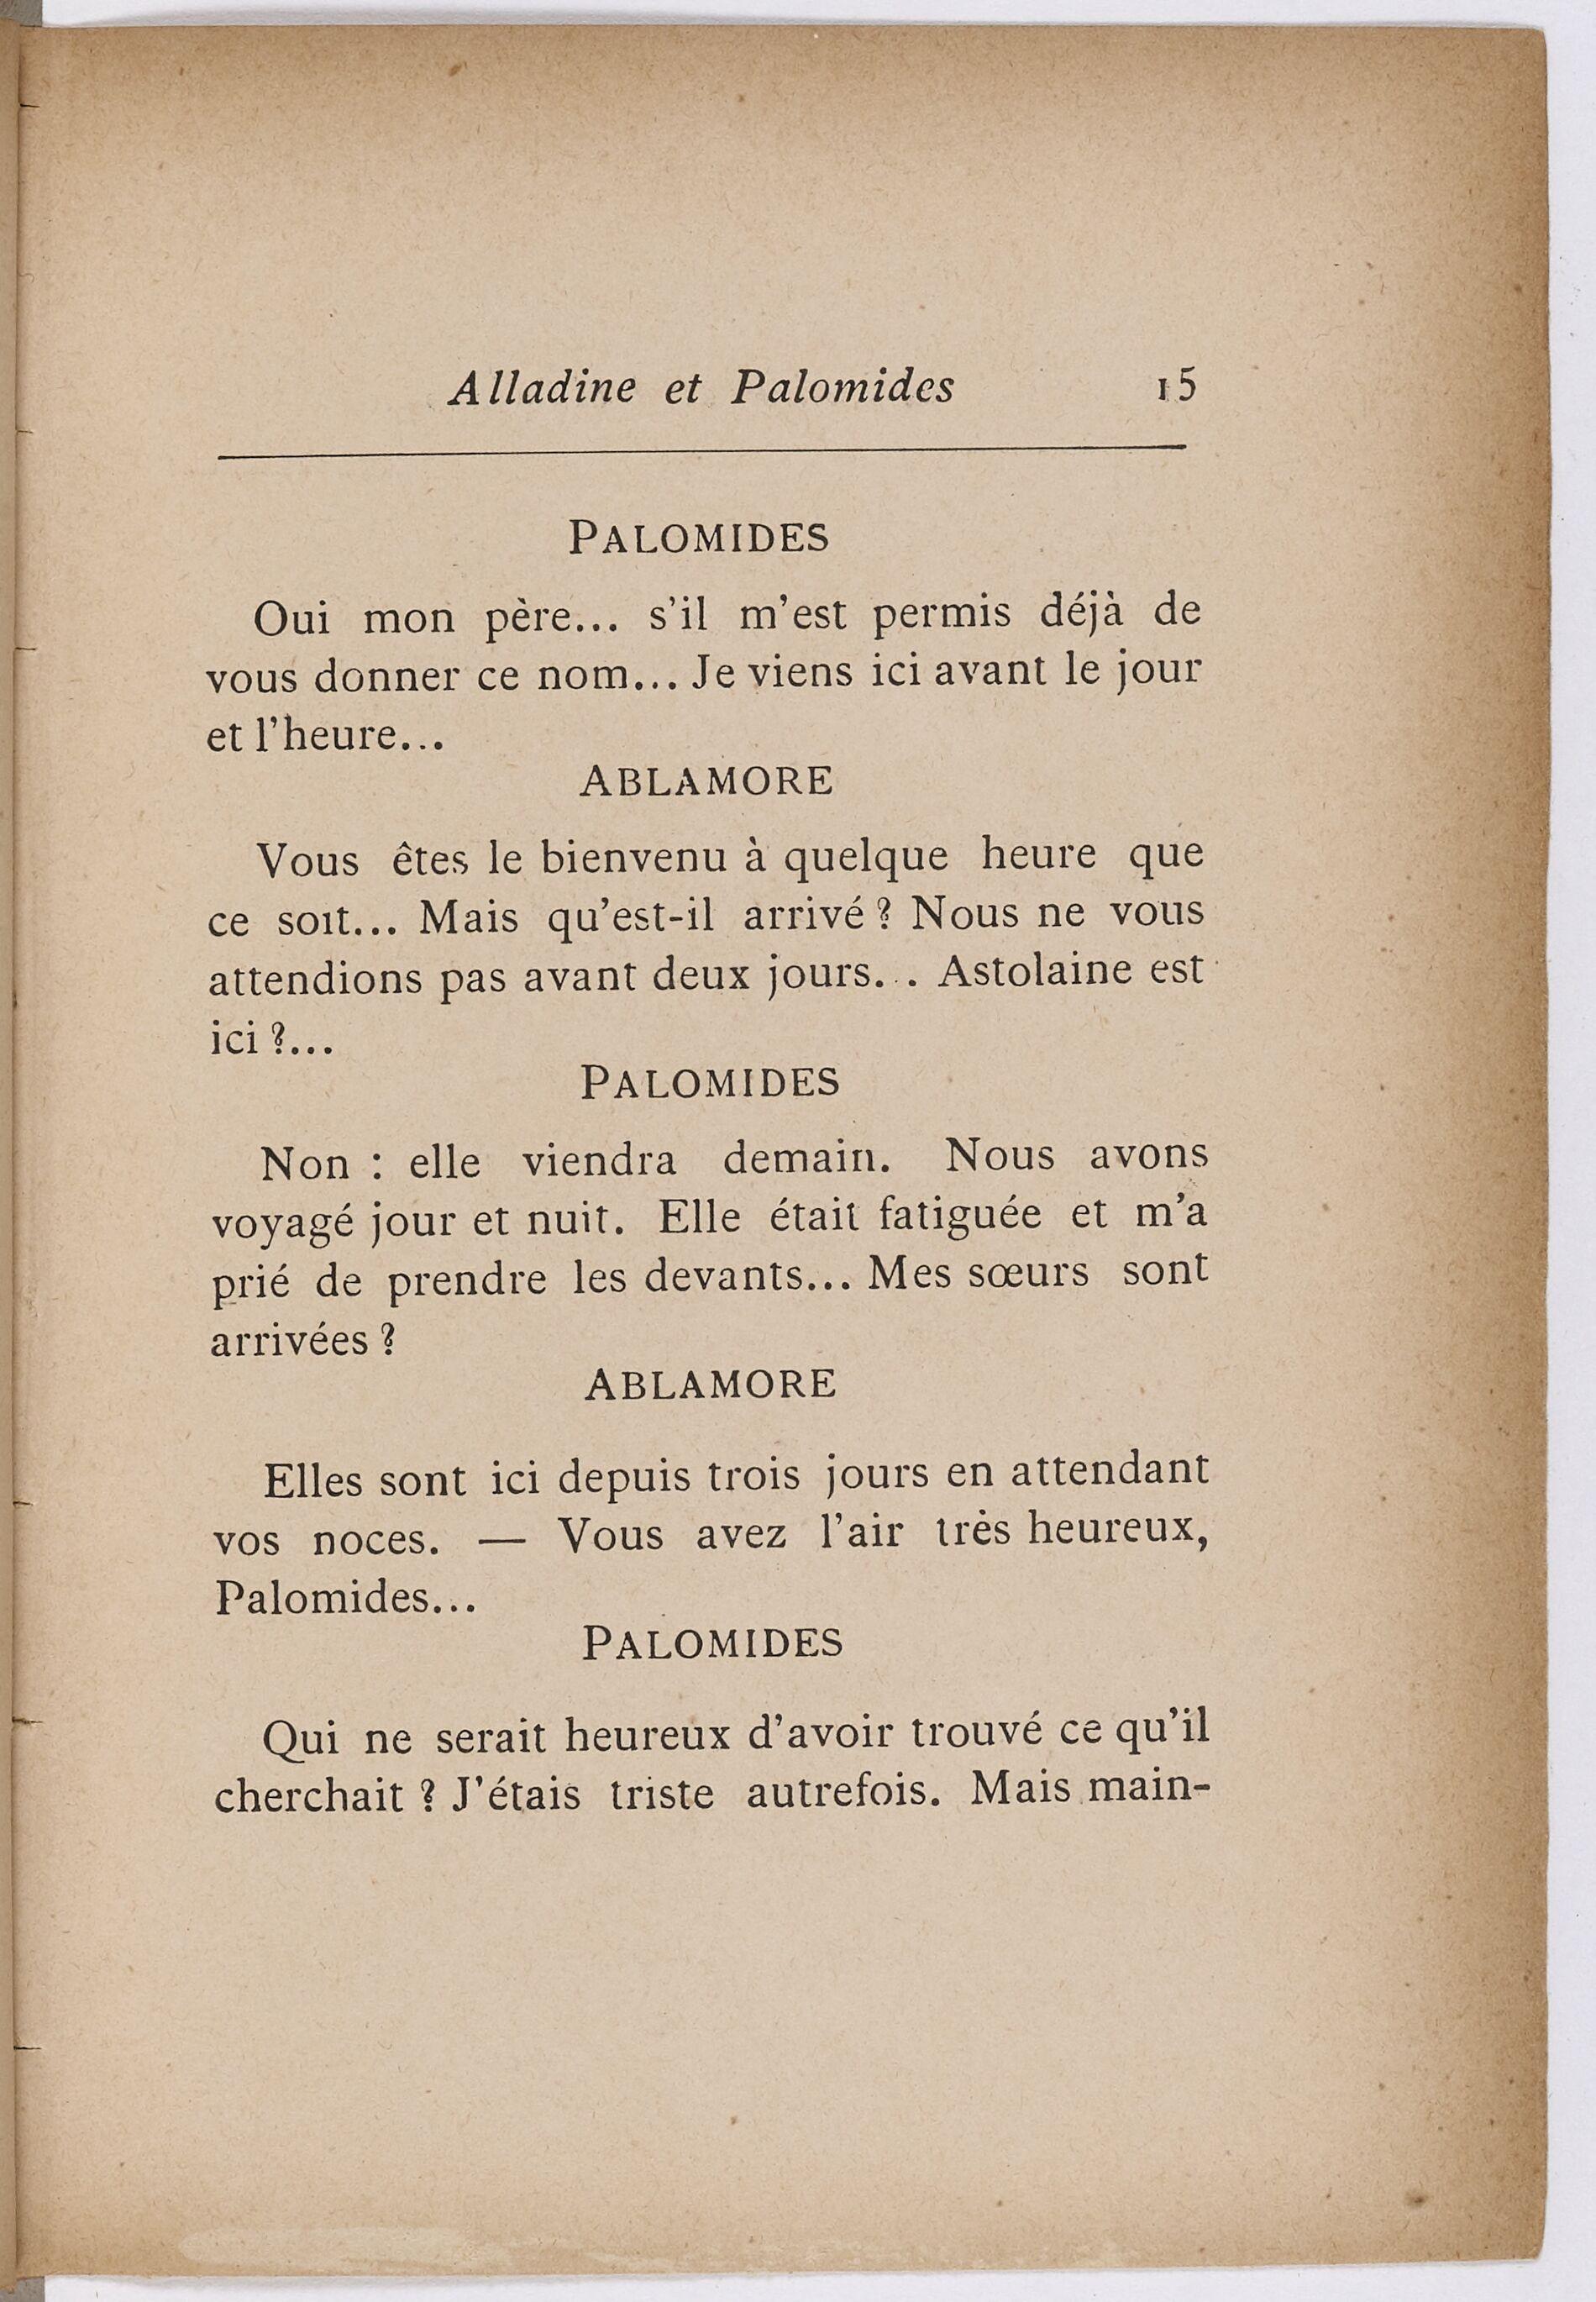 Alladine et Palomides 15
PALOMIDES
Oui mon père... s'il m'est permis déjà de
vous donner ce nom... Je viens ici avant le jour
et l'heure...
ABLAMORE
Vous êtes le bienvenu à quelque heure que
ce soit... Mais qu'est-il arrivé ? Nous ne vous
attendions pas avant deux jours... Astolaine est
ici ?...
PALOMIDES
Non : elle viendra demain. Nous avons
voyagé jour et nuit. Elle était fatiguée et m'a
prié de prendre les devants... Mes sœurs sont
arrivées ?
ABLAMORE
Elles sont ici depuis trois jours en attendant
vos noces. — Vous avez l'air très heureux,
Palomides...
PALOMIDES
Qui ne serait heureux d'avoir trouvé ce qu'il
cherchait ? J'étais triste autrefois. Mais main-